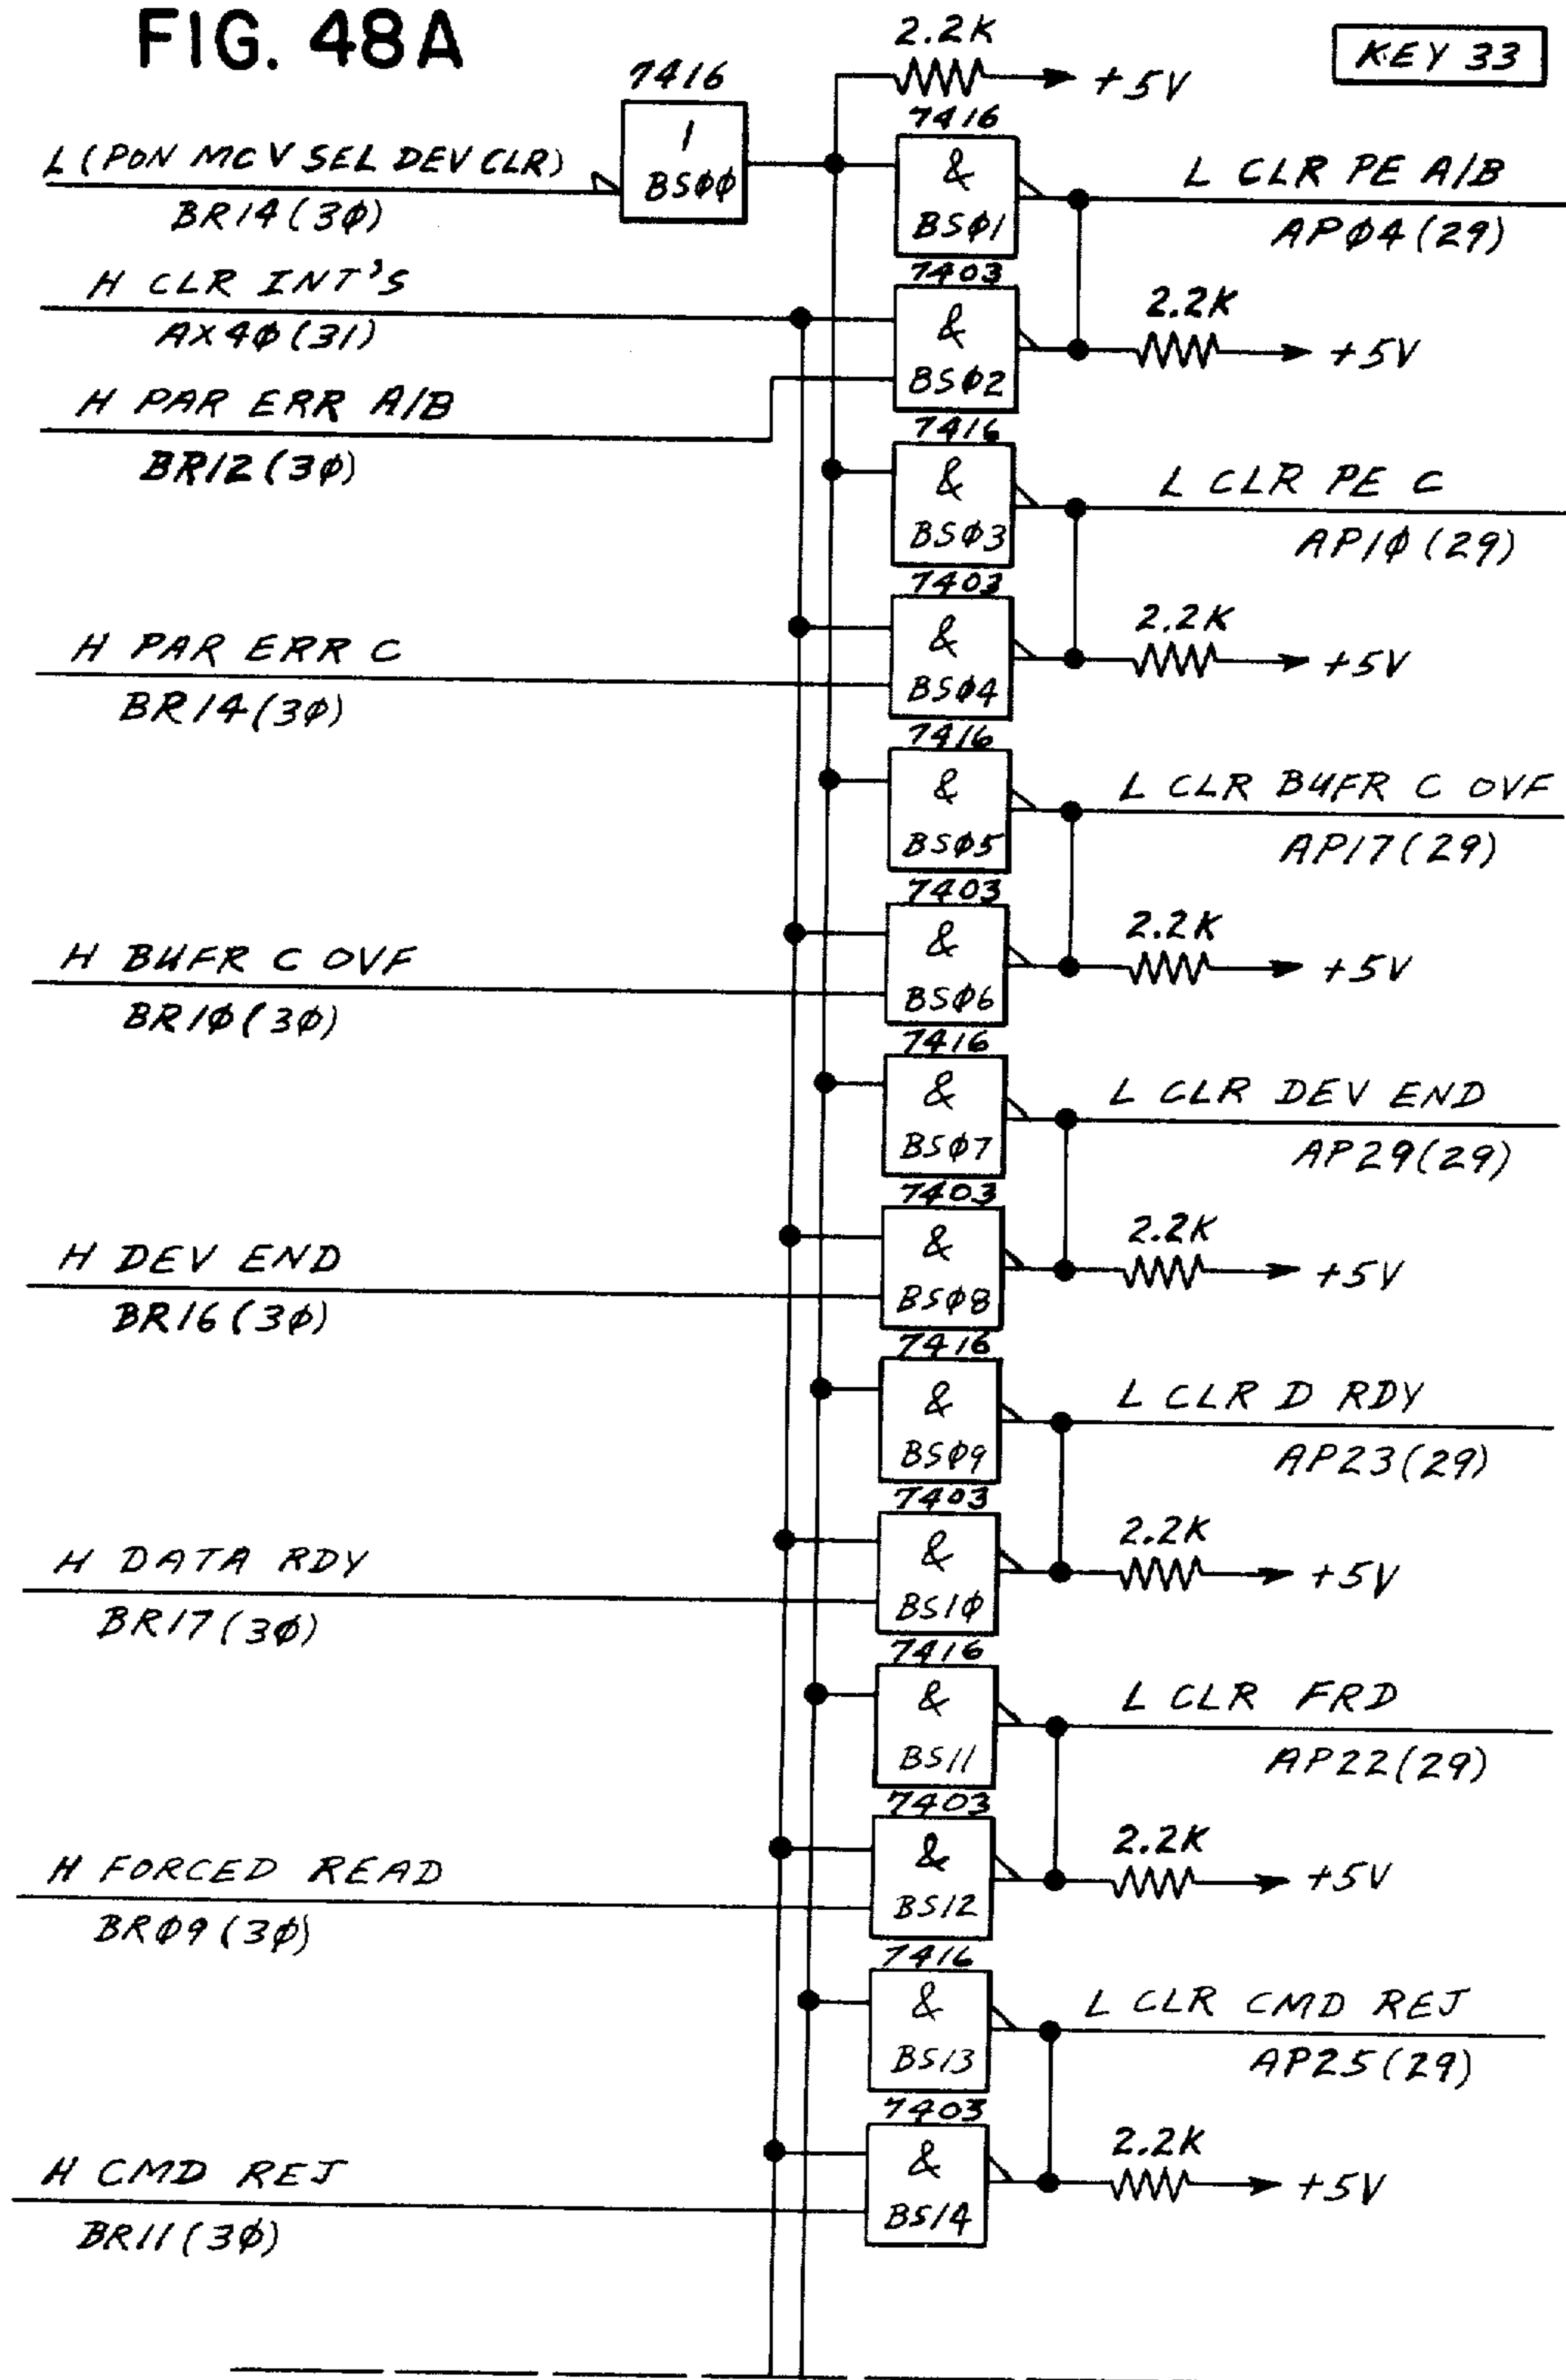 FIG. 48A
KEY 33
2.2K
+5V
7416
1
BSØØ
L (PON MCV SEL DEV CLR)
BR14(3Ø)
7416
&
BSØ1
L CLR PE A/B
APØ4(29)
H CLR INT'S
AX4Ø(31)
7403
&
BSØ2
2.2K
+5V
H PAR ERR A/B
BR12(3Ø)
7416
&
BSØ3
L CLR PE C
AP1Ø(29)
7403
&
BSØ4
2.2K
+5V
H PAR ERR C
BR14(3Ø)
7416
&
BSØ5
L CLR BUFR C OVF
AP17(29)
7403
&
BSØ6
2.2K
+5V
H BUFR C OVF
BR1Ø(3Ø)
7416
&
BSØ7
L CLR DEV END
AP29(29)
7403
&
BSØ8
2.2K
+5V
H DEV END
BR16(3Ø)
7416
&
BSØ9
L CLR D RDY
AP23(29)
7403
&
BS1Ø
2.2K
+5V
H DATA RDY
BR17(3Ø)
7416
&
BS11
L CLR FRD
AP22(29)
7403
&
BS12
2.2K
+5V
H FORCED READ
BRØ9(3Ø)
7416
&
BS13
L CLR CMD REJ
AP25(29)
7403
&
BS14
2.2K
+5V
H CMD REJ
BR11(3Ø)